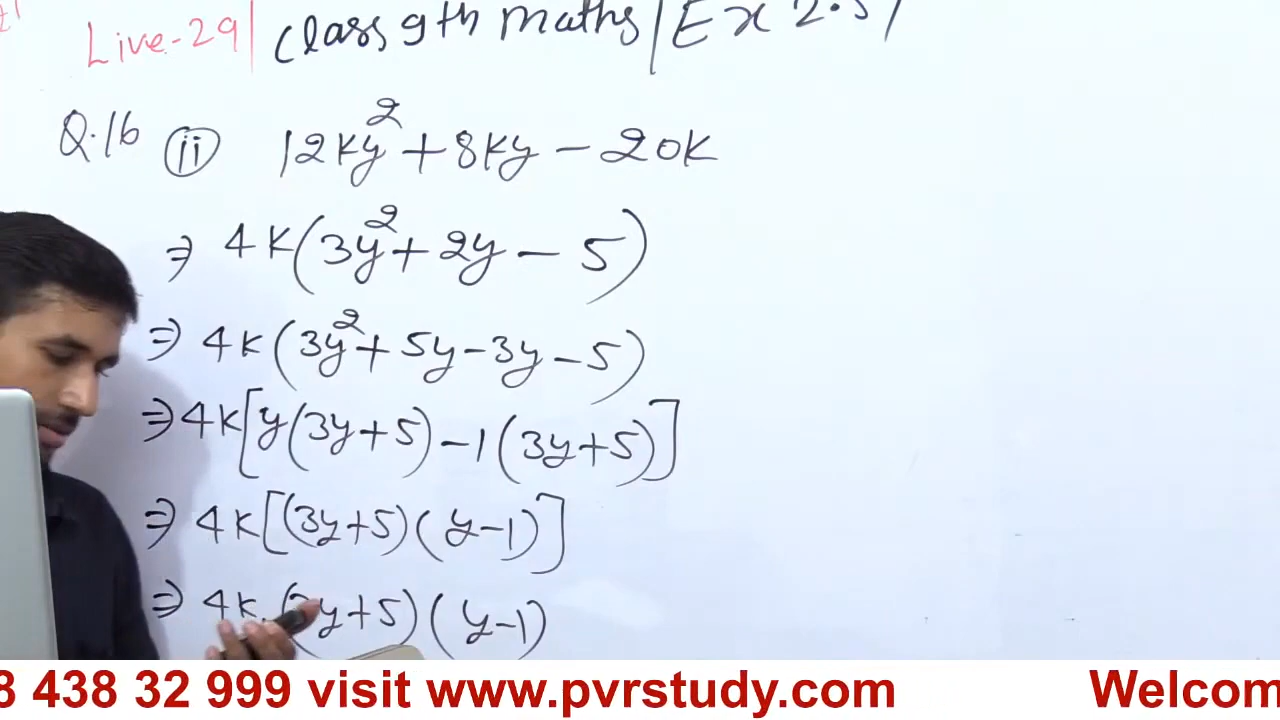 Live-29| Class 9th maths/Ex 2.5/
Q.16 (ii) 12ky² + 8ky - 20k
⇒ 4k(3y² + 2y - 5)
⇒ 4k(3y² + 5y - 3y - 5)
⇒ 4k[y(3y + 5) - 1(3y + 5)]
⇒ 4k[(3y + 5)(y - 1)]
⇒ 4k (3y + 5)(y - 1)
8 438 32 999 visit www.pvrstudy.com Welcom